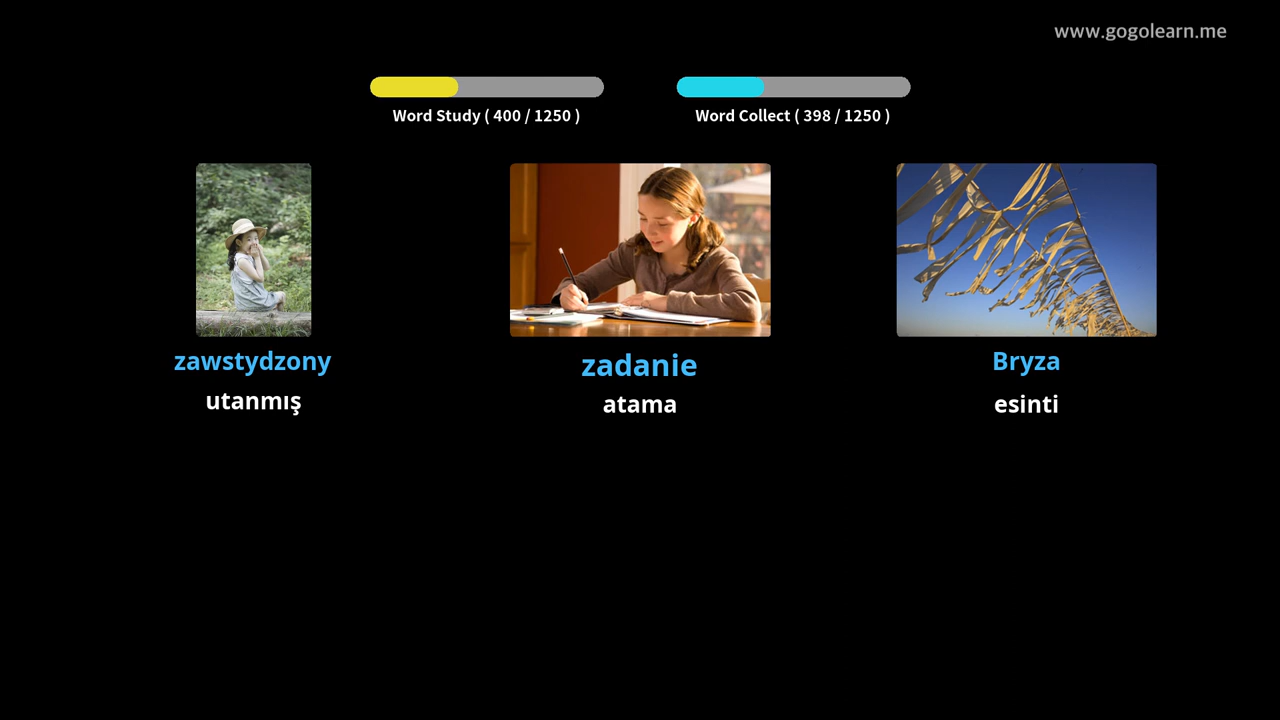 www.gogolearn.me
Word Study ( 400 / 1250 )
Word Collect ( 398 / 1250 )
zawstydzony
utanmış
zadanie
atama
Bryza
esinti